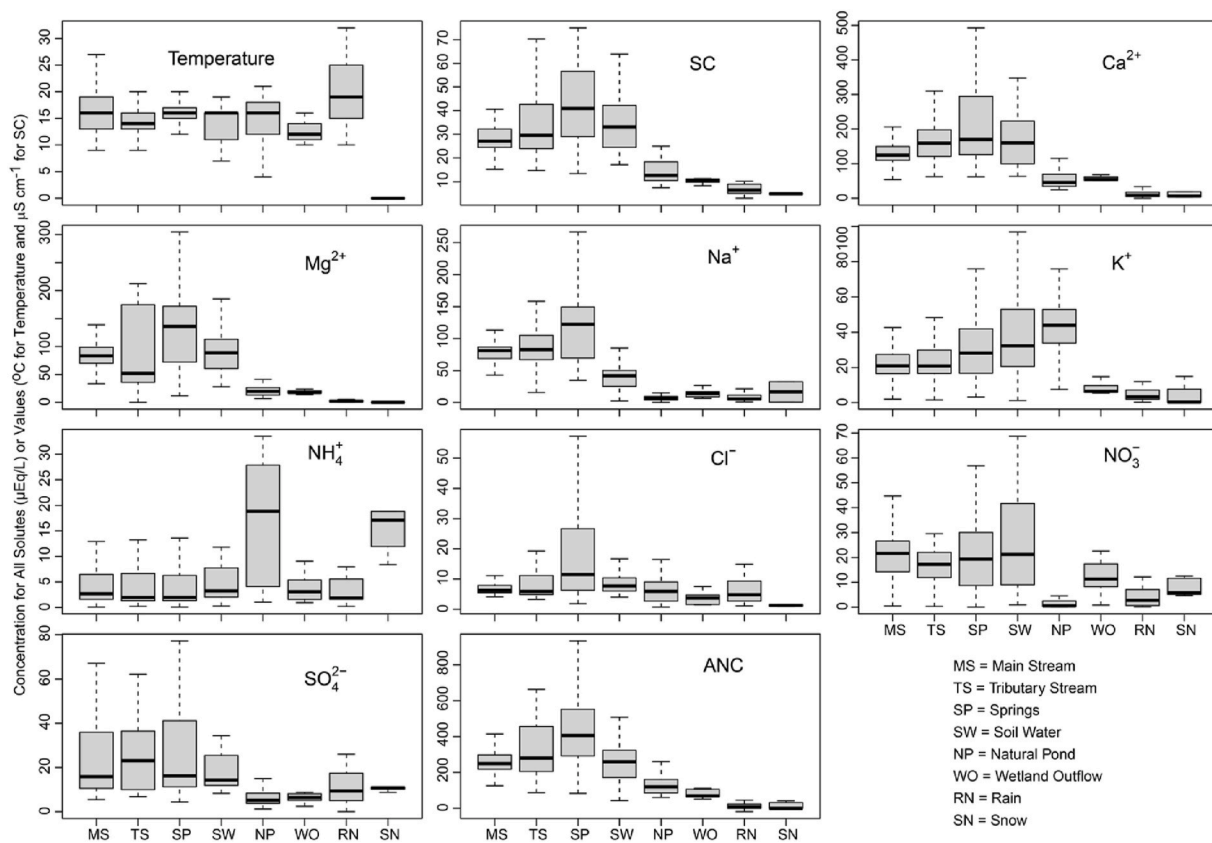 Concentration for All Solutes (µEq/L) or Values (°C for Temperature and µS cm⁻¹ for SC)
Temperature
0 5 10 15 20 25 30
SC
10 20 30 40 50 60 70
Ca²⁺
0 100 200 300 400 500
Mg²⁺
0 50 100 200 300
Na⁺
0 50 100 150 200 250
K⁺
0 20 40 60 80 100
NH₄⁺
0 5 10 15 20 25 30
Cl⁻
0 10 20 30 40 50
NO₃⁻
0 10 20 30 40 50 60 70
MS TS SP SW NP WO RN SN
SO₄²⁻
0 20 40 60 80
MS TS SP SW NP WO RN SN
ANC
0 200 400 600 800
MS TS SP SW NP WO RN SN
MS = Main Stream
TS = Tributary Stream
SP = Springs
SW = Soil Water
NP = Natural Pond
WO = Wetland Outflow
RN = Rain
SN = Snow